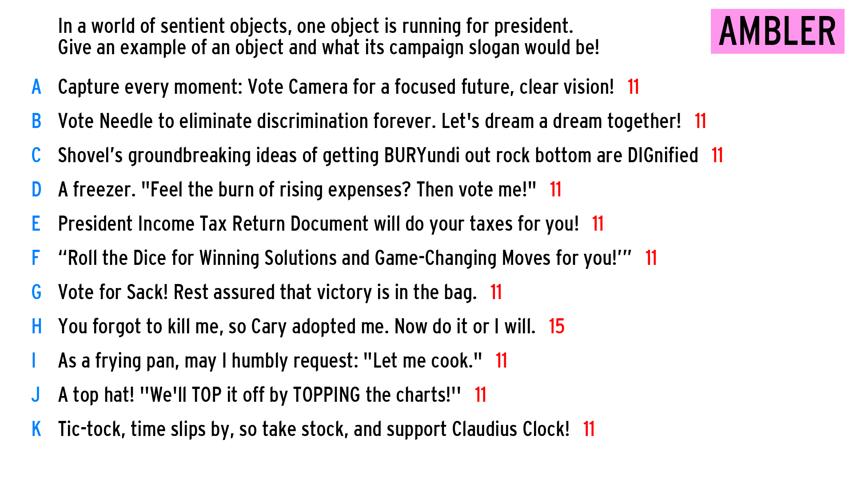 In a world of sentient objects, one object is running for president.
Give an example of an object and what its campaign slogan would be!
AMBLER
A Capture every moment: Vote Camera for a focused future, clear vision! 11
B Vote Needle to eliminate discrimination forever. Let's dream a dream together! 11
C Shovel’s groundbreaking ideas of getting BURYundi out rock bottom are DIGnified 11
D A freezer. "Feel the burn of rising expenses? Then vote me!" 11
E President Income Tax Return Document will do your taxes for you! 11
F “Roll the Dice for Winning Solutions and Game-Changing Moves for you!’” 11
G Vote for Sack! Rest assured that victory is in the bag. 11
H You forgot to kill me, so Cary adopted me. Now do it or I will. 15
I As a frying pan, may I humbly request: "Let me cook." 11
J A top hat! ''We'll TOP it off by TOPPING the charts!'' 11
K Tic-tock, time slips by, so take stock, and support Claudius Clock! 11